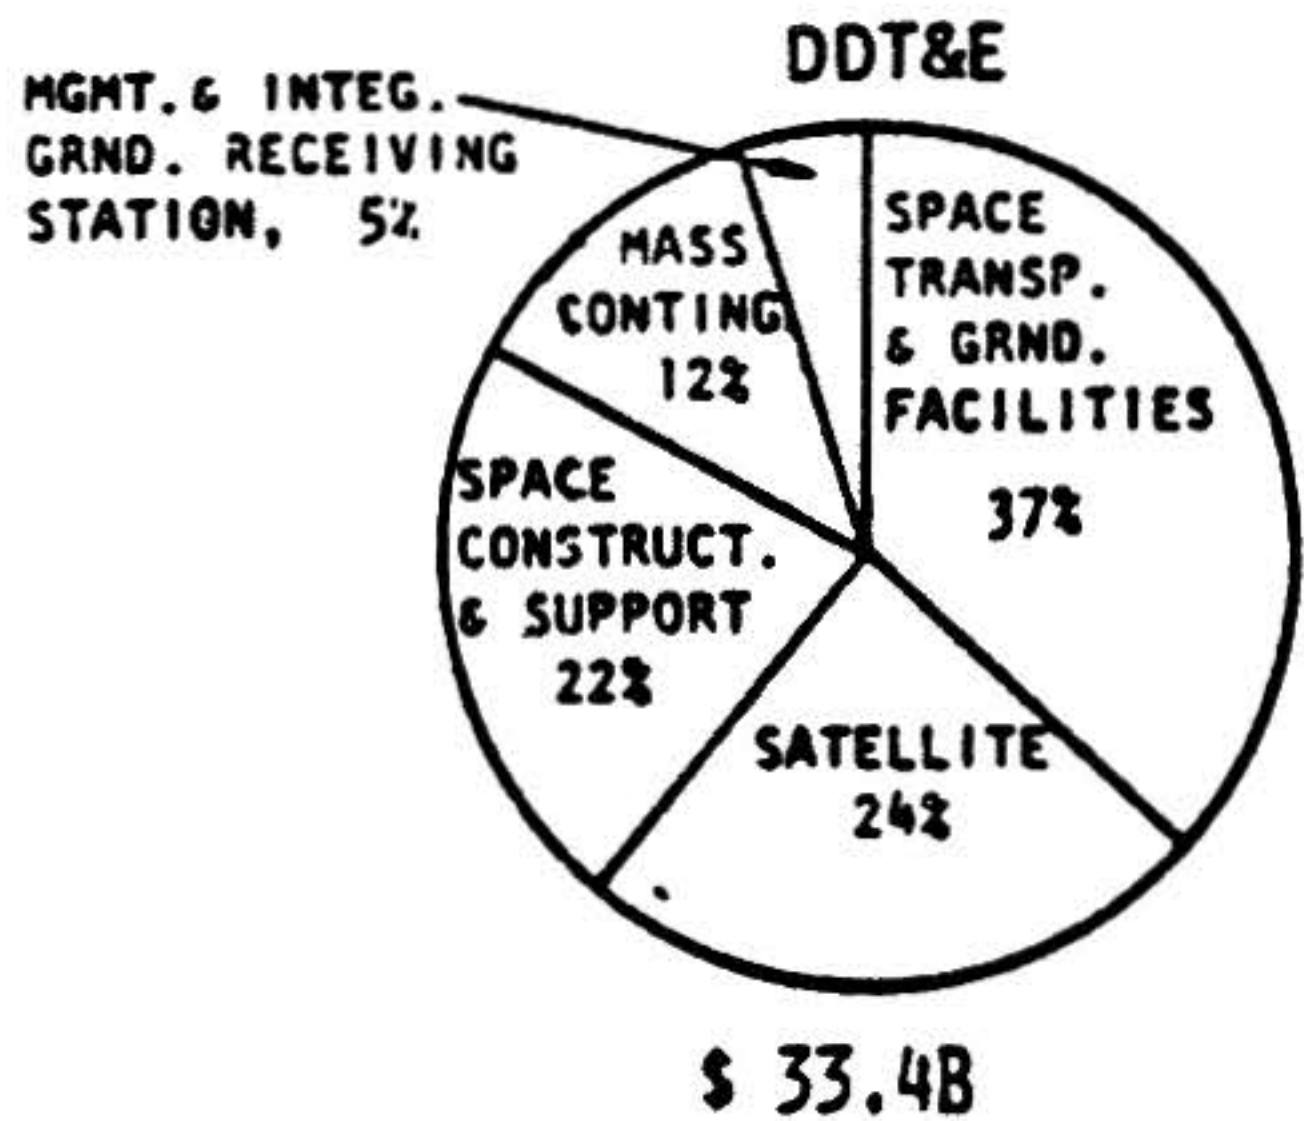 DDT&E
MGMT. & INTEG.
GRND. RECEIVING
STATION, 5%
MASS
CONTING.
12%
SPACE
TRANSP.
& GRND.
FACILITIES
37%
SPACE
CONSTRUCT.
& SUPPORT
22%
SATELLITE
24%
$ 33.4B